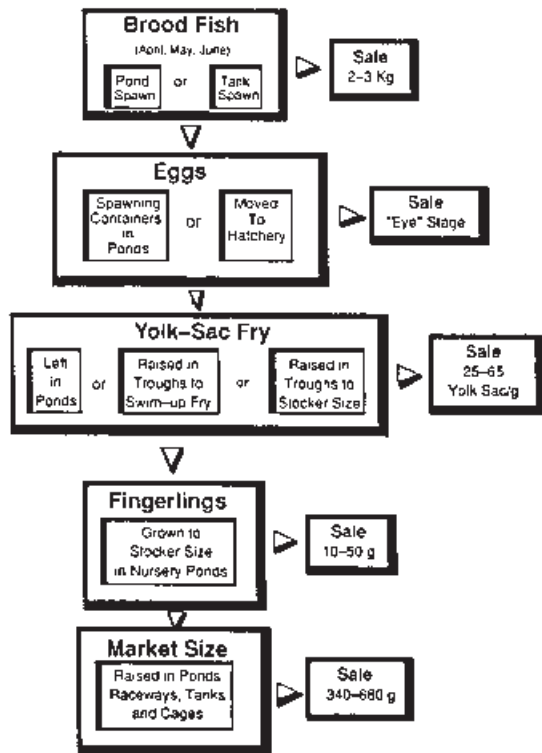 Brood Fish
(April, May, June)
Pond
Spawn
or
Tank
Spawn
Sale
2–3 Kg
Eggs
Spawning
Containers
in
Ponds
or
Moved
To
Hatchery
Sale
"Eye" Stage
Yolk–Sac Fry
Left
in
Ponds
or
Raised in
Troughs to
Swim–up Fry
or
Raised in
Troughs to
Stocker Size
Sale
25–65
Yolk Sac/g
Fingerlings
Grown to
Stocker Size
in Nursery Ponds
Sale
10–50 g
Market Size
Raised in Ponds
Raceways, Tanks
and Cages
Sale
340–680 g